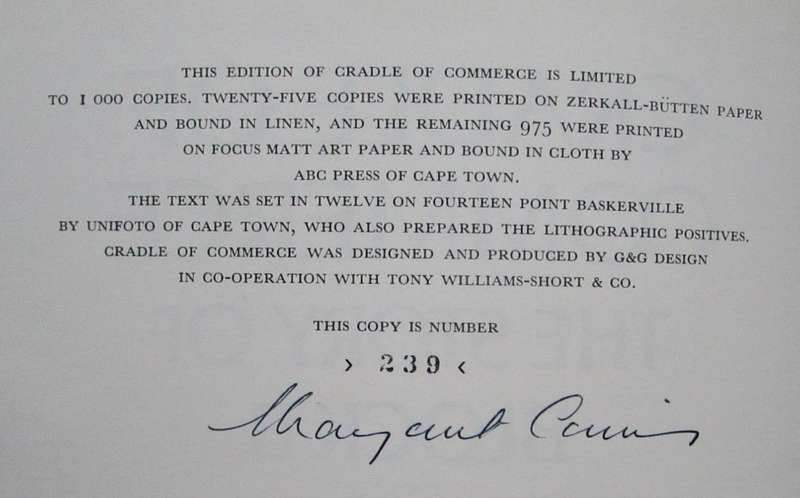 THIS EDITION OF CRADLE OF COMMERCE IS LIMITED
TO 1 000 COPIES. TWENTY-FIVE COPIES WERE PRINTED ON ZERKALL-BÜTTEN PAPER
AND BOUND IN LINEN, AND THE REMAINING 975 WERE PRINTED
ON FOCUS MATT ART PAPER AND BOUND IN CLOTH BY
ABC PRESS OF CAPE TOWN.
THE TEXT WAS SET IN TWELVE ON FOURTEEN POINT BASKERVILLE
BY UNIFOTO OF CAPE TOWN, WHO ALSO PREPARED THE LITHOGRAPHIC POSITIVES.
CRADLE OF COMMERCE WAS DESIGNED AND PRODUCED BY G&G DESIGN
IN CO-OPERATION WITH TONY WILLIAMS-SHORT & CO.
THIS COPY IS NUMBER
› 239 ‹
Margaret